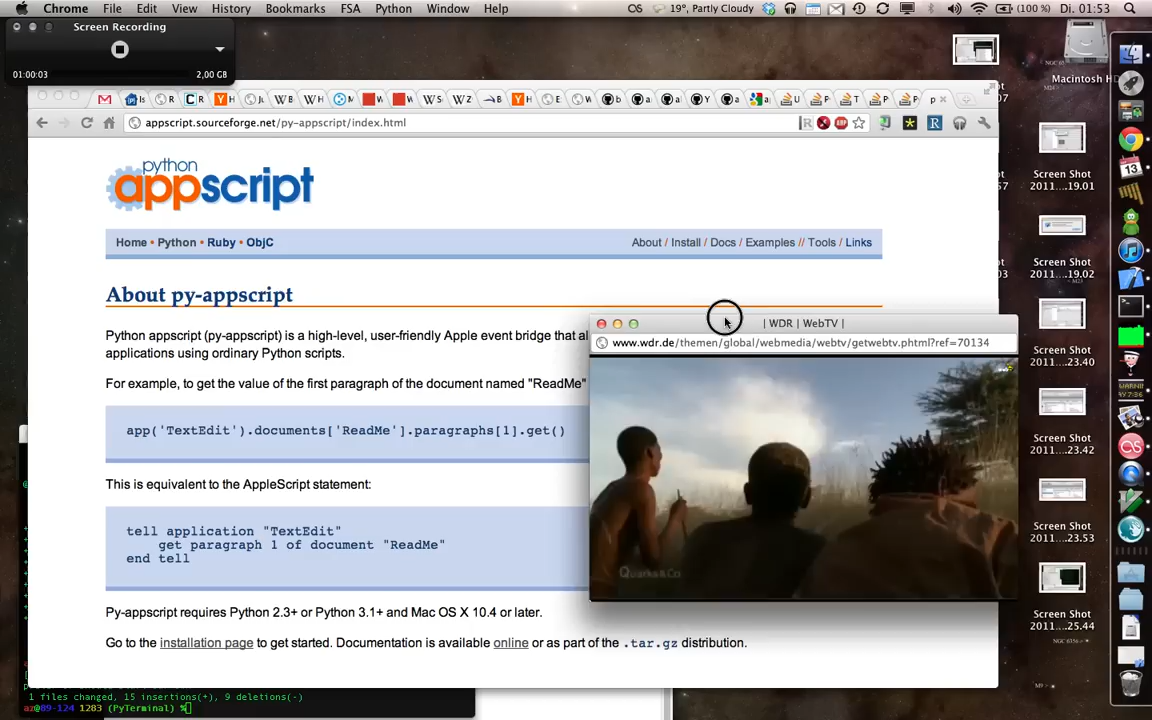 Chrome File Edit View History Bookmarks FSA Python Window Help
19°, Partly Cloudy (100 %) Di. 01:53
Screen Recording
01:00:03 2,00 GB
Macintosh H
appscript.sourceforge.net/py-appscript/index.html
python
appscript
Home • Python • Ruby • ObjC
About / Install / Docs / Examples // Tools / Links
About py-appscript
Python appscript (py-appscript) is a high-level, user-friendly Apple event bridge that al
applications using ordinary Python scripts.
For example, to get the value of the first paragraph of the document named "ReadMe"
app('TextEdit').documents['ReadMe'].paragraphs[1].get()
This is equivalent to the AppleScript statement:
tell application "TextEdit"
get paragraph 1 of document "ReadMe"
end tell
Py-appscript requires Python 2.3+ or Python 3.1+ and Mac OS X 10.4 or later.
Go to the installation page to get started. Documentation is available online or as part of the .tar.gz distribution.
| WDR | WebTV |
www.wdr.de/themen/global/webmedia/webtv/getwebtv.phtml?ref=70134
Quarks&Co
Screen Shot
2011....19.01
Screen Shot
2011....19.02
Screen Shot
2011....23.40
Screen Shot
2011....23.42
Screen Shot
2011....23.53
Screen Shot
2011....25.44
1 files changed, 15 insertions(+), 9 deletions(-)
az@89-124 1283 (PyTerminal) %